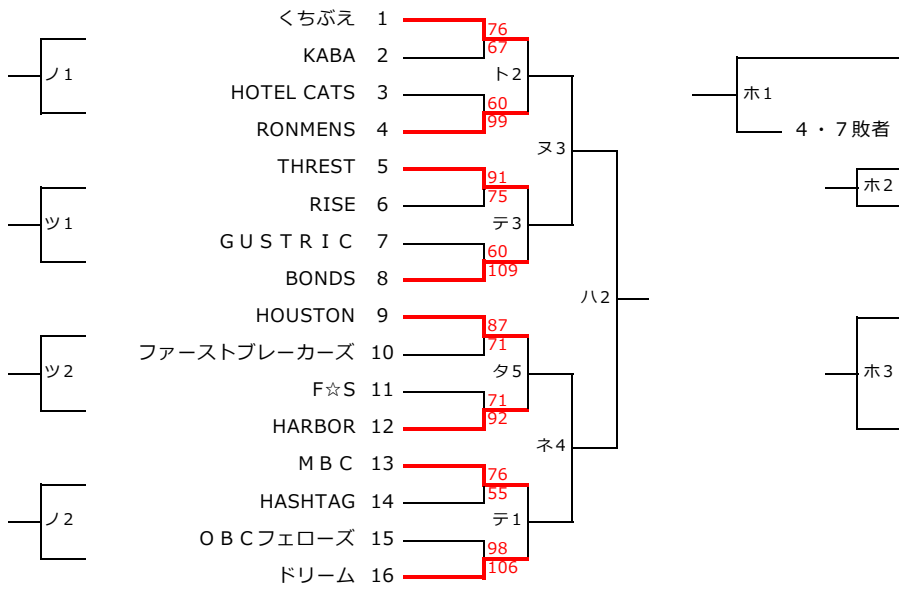 くちぶえ 1
76
67
KABA 2
ト2
HOTEL CATS 3
60
99
RONMENS 4
ヌ3
THREST 5
91
75
RISE 6
テ3
ＧＵＳＴＲＩＣ 7
60
109
BONDS 8
ハ2
HOUSTON 9
87
71
ファーストブレーカーズ 10
タ5
F☆S 11
71
92
HARBOR 12
ネ4
ＭＢＣ 13
76
55
HASHTAG 14
テ1
ＯＢＣフェローズ 15
98
106
ドリーム 16
ノ1
ツ1
ツ2
ノ2
ホ1
４・７敗者
ホ2
ホ3